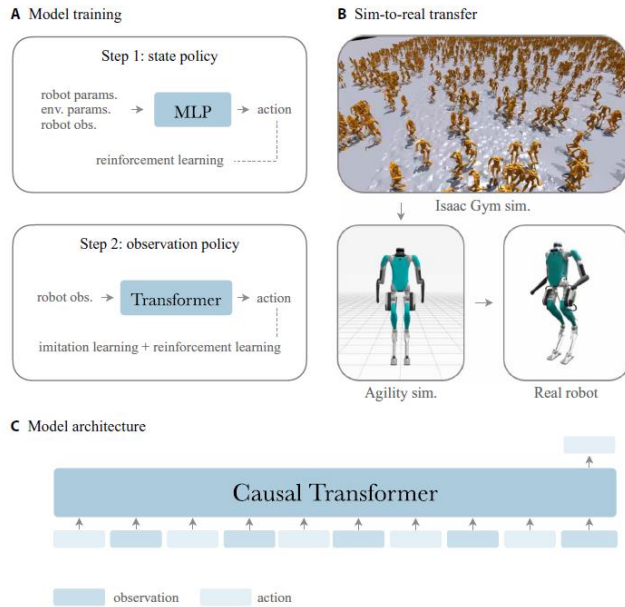 A Model training
Step 1: state policy
robot params.
env. params.
robot obs.
MLP
action
reinforcement learning
Step 2: observation policy
robot obs.
Transformer
action
imitation learning + reinforcement learning
B Sim-to-real transfer
Isaac Gym sim.
Agility sim.
Real robot
C Model architecture
Causal Transformer
observation
action